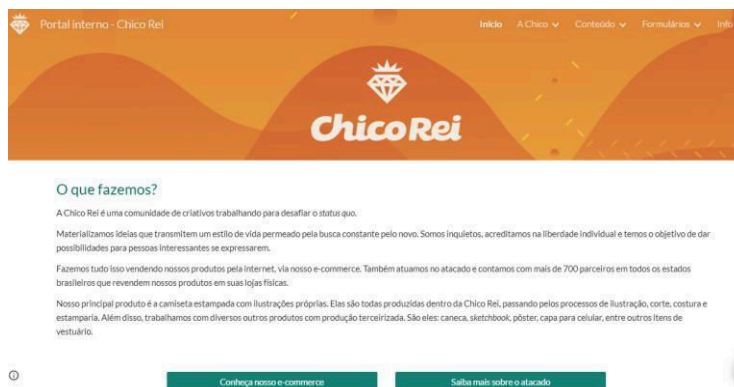 Portal interno - Chico Rei
Início A Chico Conteúdo Formulários Info
Chico Rei
O que fazemos?
A Chico Rei é uma comunidade de criativos trabalhando para desafiar o status quo.
Materializamos ideias que transmitem um estilo de vida permeado pela busca constante pelo novo. Somos inquietos, acreditamos na liberdade individual e temos o objetivo de dar
possibilidades para pessoas interessantes se expressarem.
Fazemos tudo isso vendendo nossos produtos pela internet, via nosso e-commerce. Também atuamos no atacado e contamos com mais de 700 parceiros em todos os estados
brasileiros que revendem nossos produtos em suas lojas físicas.
Nosso principal produto é a camiseta estampada com ilustrações próprias. Elas são todas produzidas dentro da Chico Rei, passando pelos processos de ilustração, corte, costura e
estamparia. Além disso, trabalhamos com diversos outros produtos com produção terceirizada. São eles: caneca, sketchbook, pôster, capa para celular, entre outros itens de
vestuário.
Conheça nosso e-commerce
Saiba mais sobre o atacado